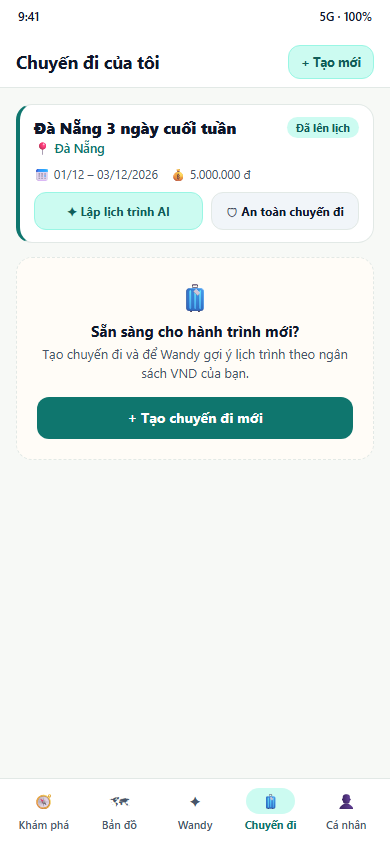 9:41
5G · 100%
Chuyến đi của tôi
+ Tạo mới
Đà Nẵng 3 ngày cuối tuần
Đã lên lịch
📍 Đà Nẵng
🗓️ 01/12 – 03/12/2026 💰 5.000.000 đ
✦ Lập lịch trình AI
🛡 An toàn chuyến đi
Sẵn sàng cho hành trình mới?
Tạo chuyến đi và để Wandy gợi ý lịch trình theo ngân
sách VND của bạn.
+ Tạo chuyến đi mới
Khám phá
Bản đồ
Wandy
Chuyến đi
Cá nhân